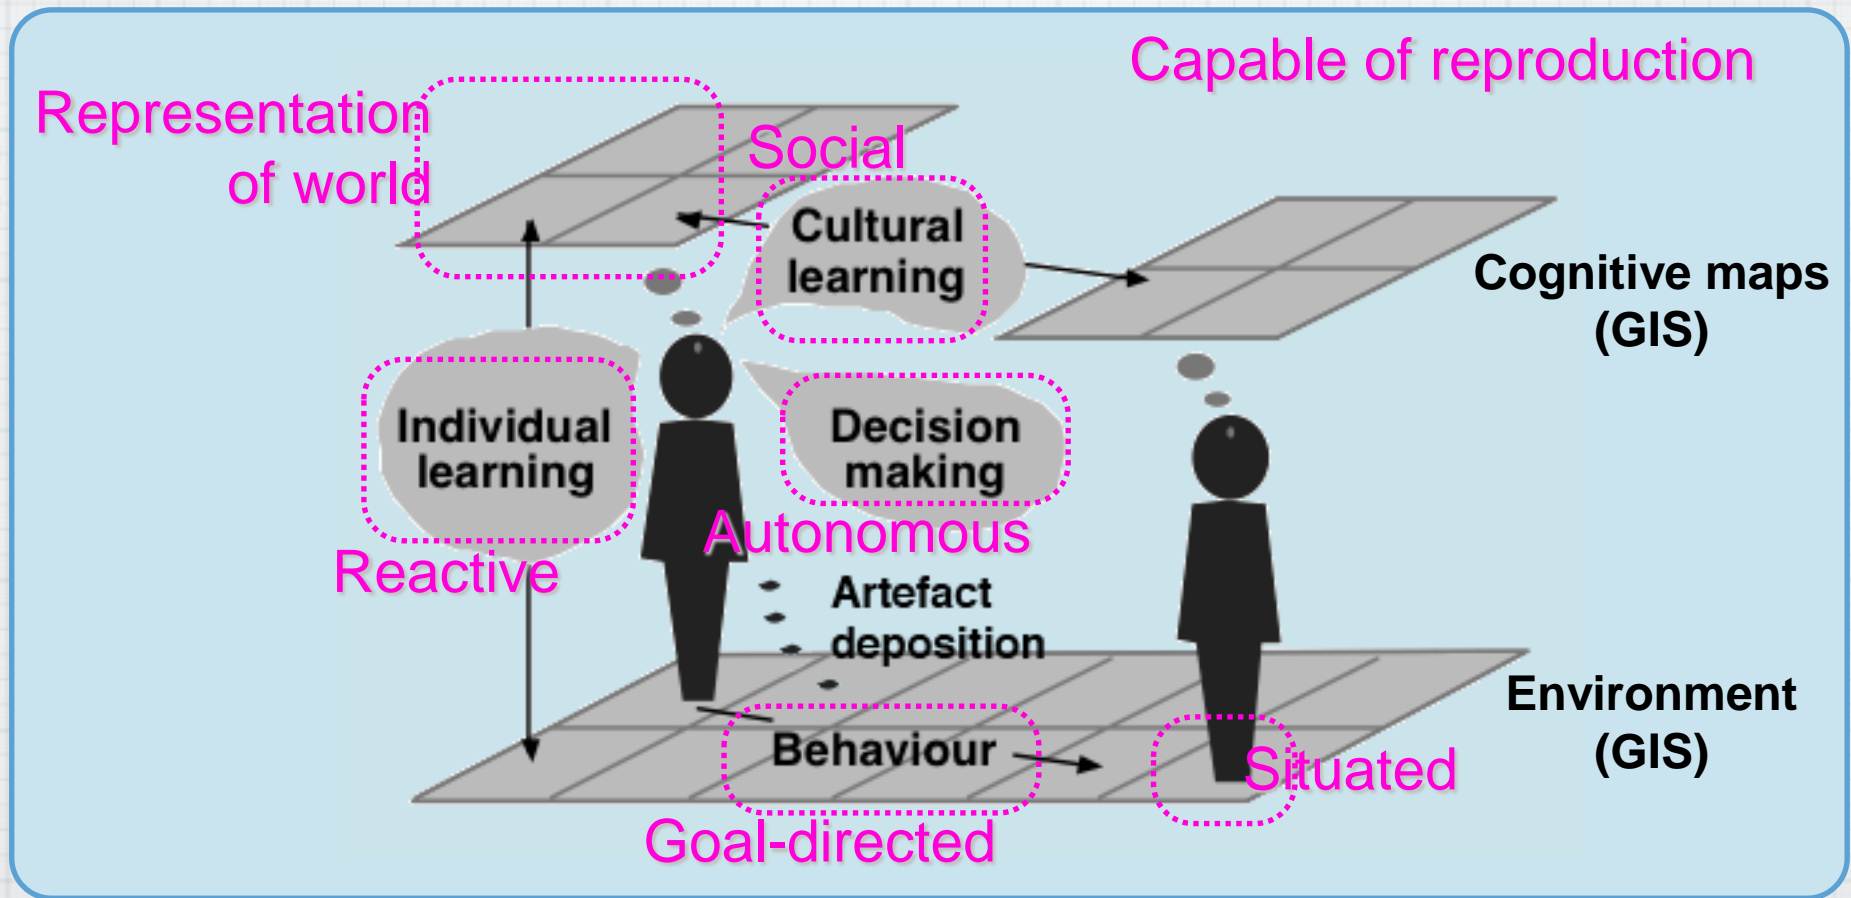 Capable of reproduction
Representation
of world
Social
Cultural
learning
Cognitive maps
(GIS)
Individual
learning
Decision
making
Autonomous
Reactive
Artefact
deposition
Environment
(GIS)
Behaviour
Situated
Goal-directed